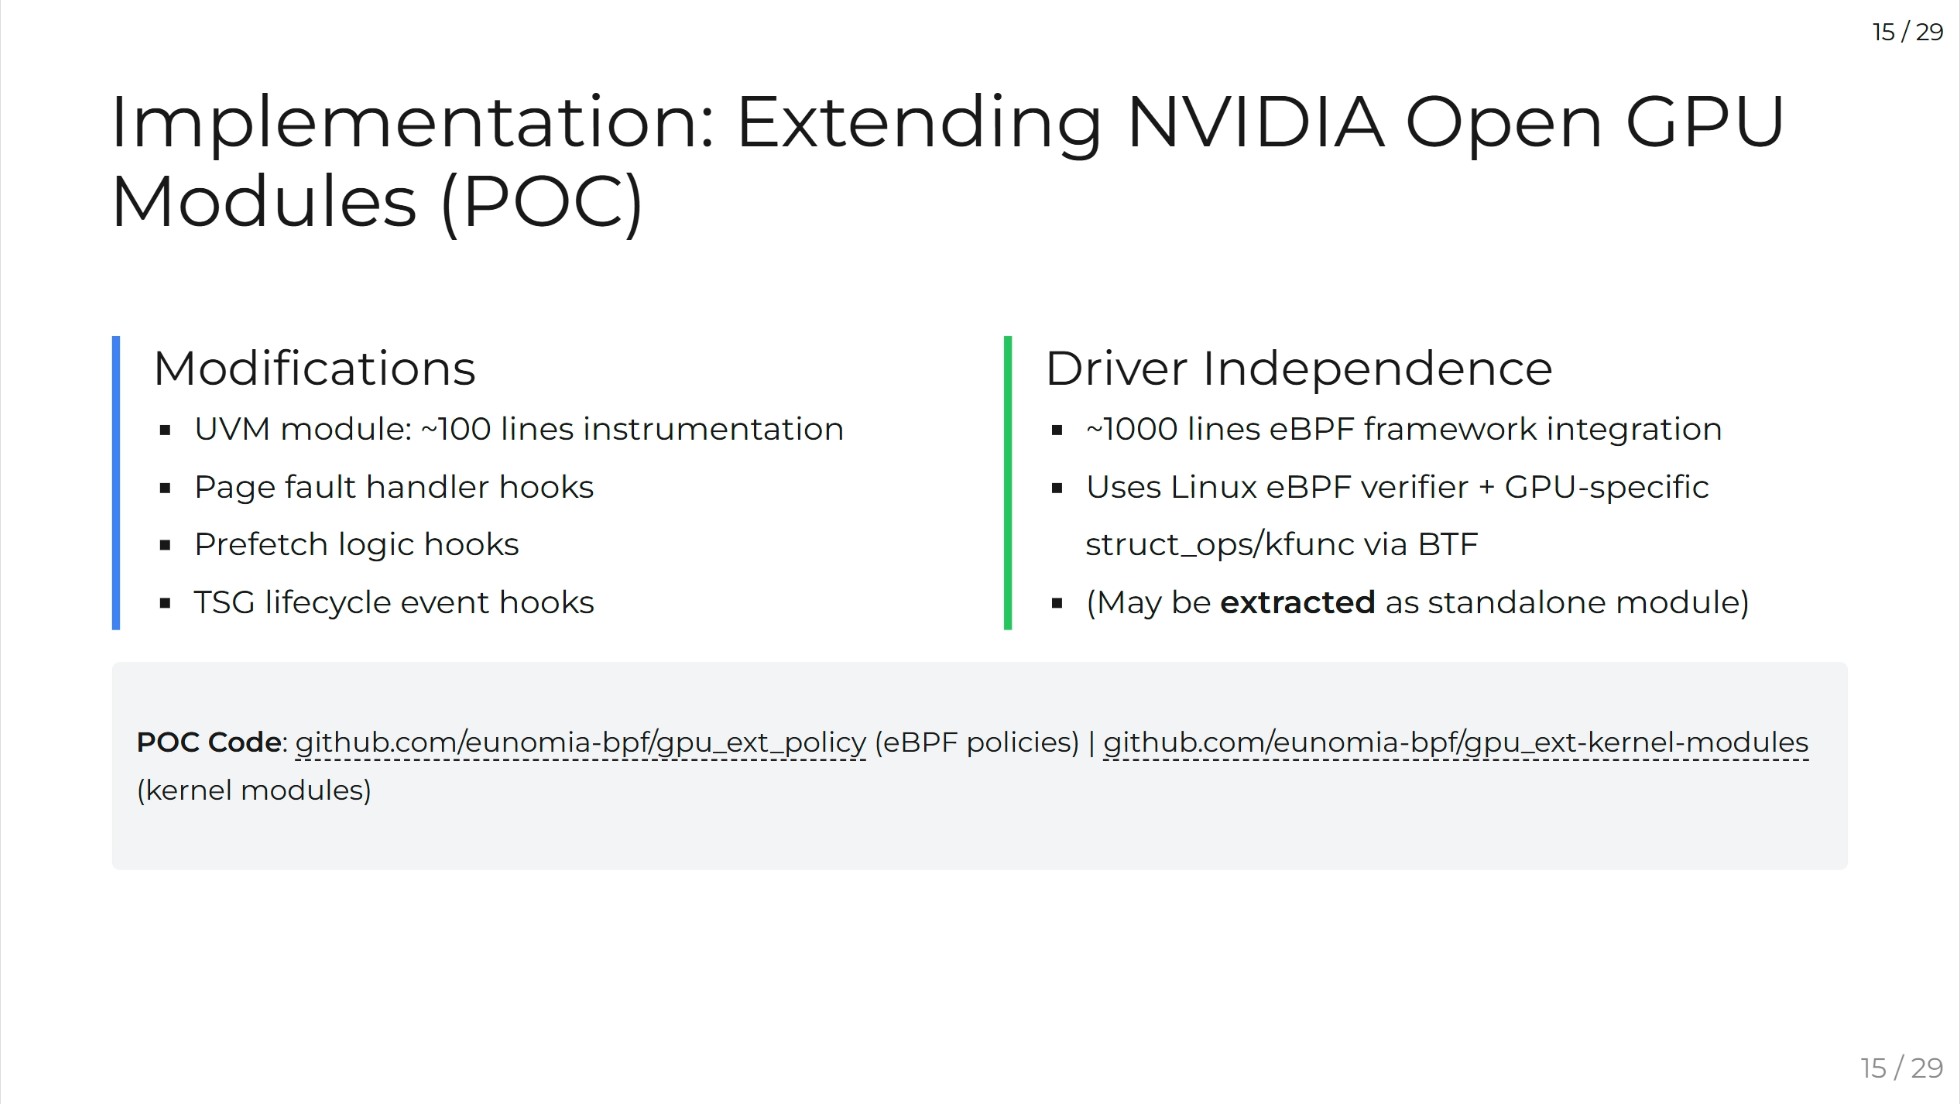 15 / 29
Implementation: Extending NVIDIA Open GPU
Modules (POC)
Modifications
▪ UVM module: ~100 lines instrumentation
▪ Page fault handler hooks
▪ Prefetch logic hooks
▪ TSG lifecycle event hooks
Driver Independence
▪ ~1000 lines eBPF framework integration
▪ Uses Linux eBPF verifier + GPU-specific
struct_ops/kfunc via BTF
▪ (May be extracted as standalone module)
POC Code: github.com/eunomia-bpf/gpu_ext_policy (eBPF policies) | github.com/eunomia-bpf/gpu_ext-kernel-modules
(kernel modules)
15 / 29